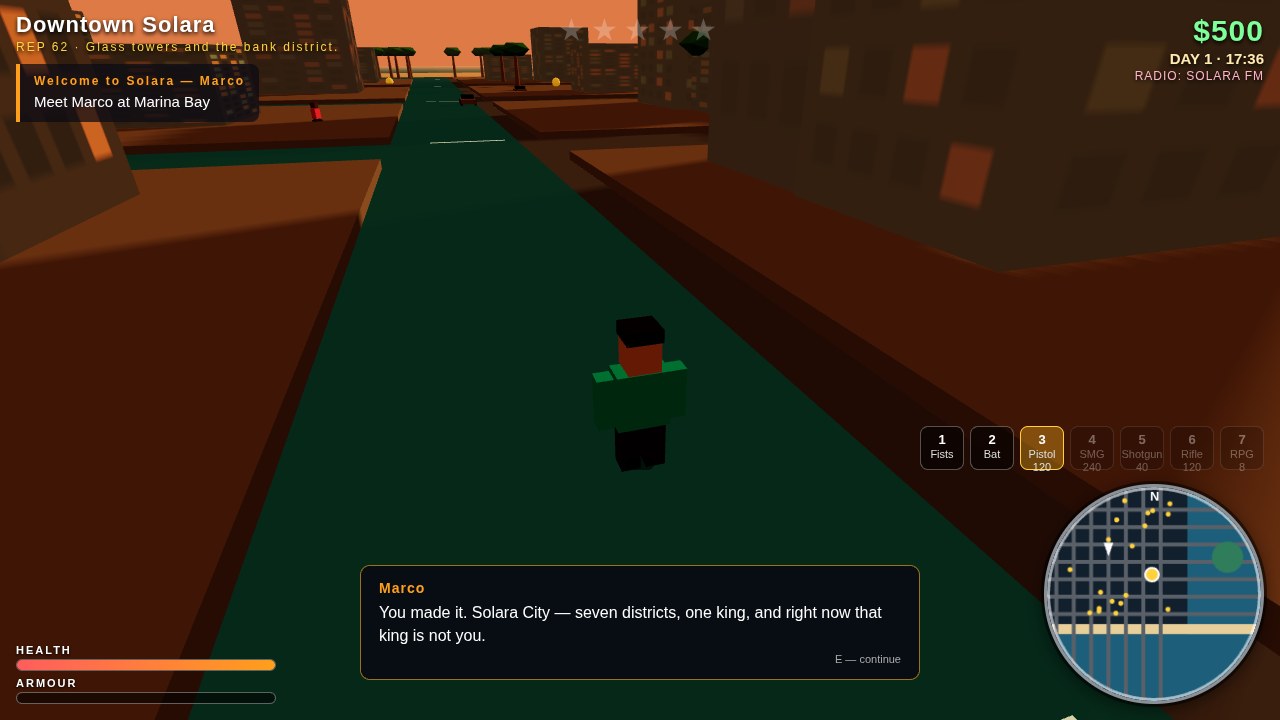 Downtown Solara
REP 62 · Glass towers and the bank district.
Welcome to Solara — Marco
Meet Marco at Marina Bay
$500
DAY 1 · 17:36
RADIO: SOLARA FM
1
Fists
2
Bat
3
Pistol
120
4
SMG
240
5
Shotgun
40
6
Rifle
120
7
RPG
8
N
Marco
You made it. Solara City — seven districts, one king, and right now that
king is not you.
E — continue
HEALTH
ARMOUR